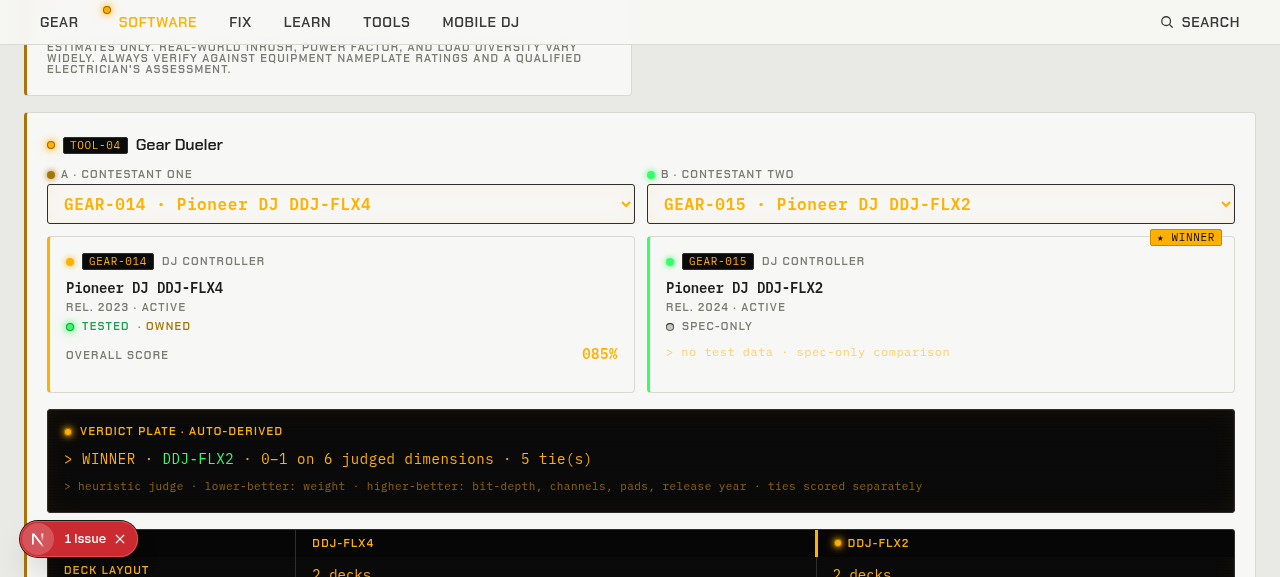 GEAR SOFTWARE FIX LEARN TOOLS MOBILE DJ SEARCH
ESTIMATES ONLY. REAL-WORLD INRUSH, POWER FACTOR, AND LOAD DIVERSITY VARY
WIDELY. ALWAYS VERIFY AGAINST EQUIPMENT NAMEPLATE RATINGS AND A QUALIFIED
ELECTRICIAN'S ASSESSMENT.
TOOL-04 Gear Dueler
A · CONTESTANT ONE
GEAR-014 · Pioneer DJ DDJ-FLX4
B · CONTESTANT TWO
GEAR-015 · Pioneer DJ DDJ-FLX2
GEAR-014 DJ CONTROLLER
Pioneer DJ DDJ-FLX4
REL. 2023 · ACTIVE
TESTED · OWNED
OVERALL SCORE 085%
★ WINNER
GEAR-015 DJ CONTROLLER
Pioneer DJ DDJ-FLX2
REL. 2024 · ACTIVE
SPEC-ONLY
> no test data · spec-only comparison
VERDICT PLATE · AUTO-DERIVED
> WINNER · DDJ-FLX2 · 0–1 on 6 judged dimensions · 5 tie(s)
> heuristic judge · lower-better: weight · higher-better: bit-depth, channels, pads, release year · ties scored separately
DDJ-FLX4 DDJ-FLX2
DECK LAYOUT 2 decks 2 decks
N 1 Issue